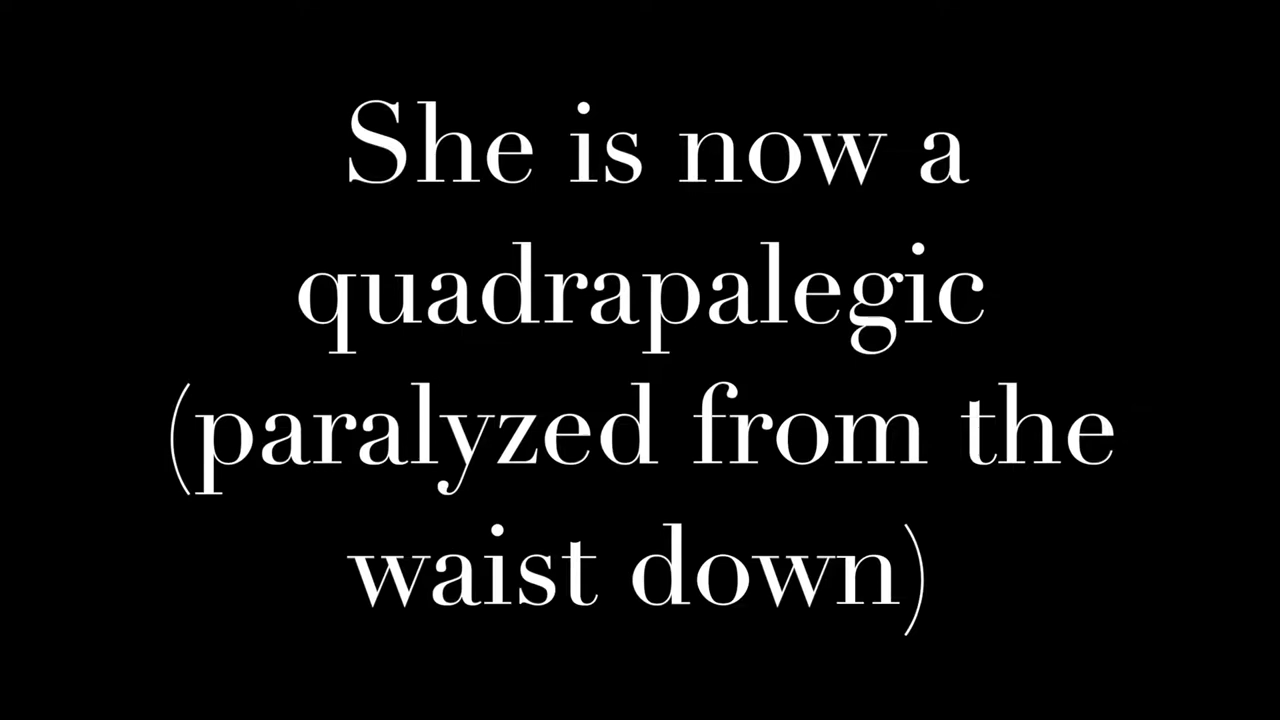 She is now a
quadrapalegic
(paralyzed from the
waist down)